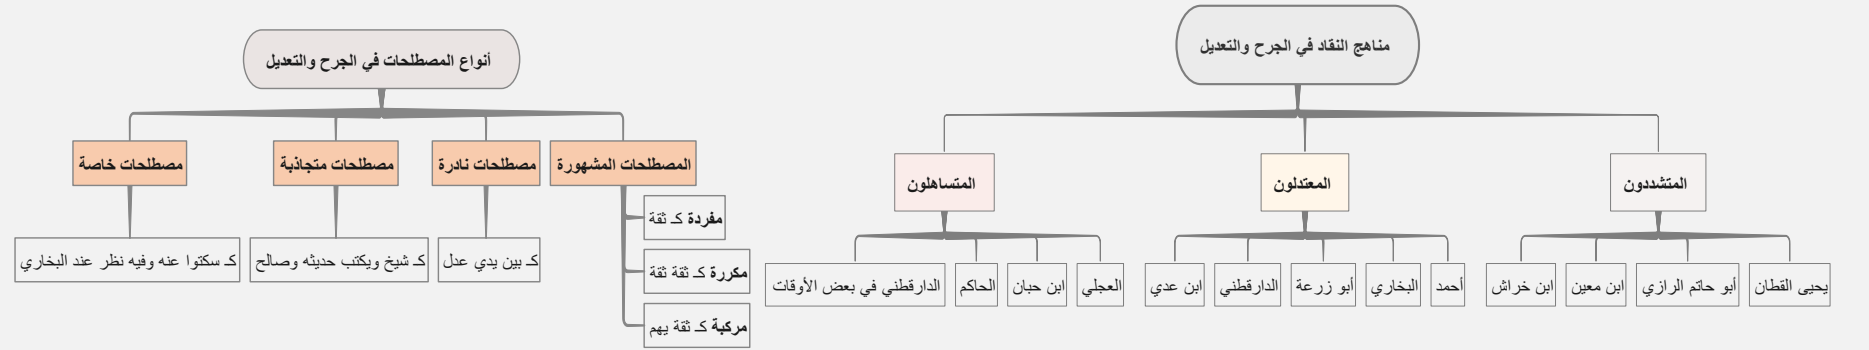 مناهج النقاد في الجرح والتعديل
المتشددون
المعتدلون
المتساهلون
يحيى القطان
أبو حاتم الرازي
ابن معين
ابن خراش
أحمد
البخاري
أبو زرعة
الدارقطني
ابن عدي
العجلي
ابن حبان
الحاكم
الدارقطني في بعض الأوقات
أنواع المصطلحات في الجرح والتعديل
المصطلحات المشهورة
مصطلحات نادرة
مصطلحات متجاذبة
مصطلحات خاصة
مفردة كـ ثقة
مكررة كـ ثقة ثقة
مركبة كـ ثقة يهم
كـ بين يدي عدل
كـ شيخ ويكتب حديثه وصالح
كـ سكتوا عنه وفيه نظر عند البخاري